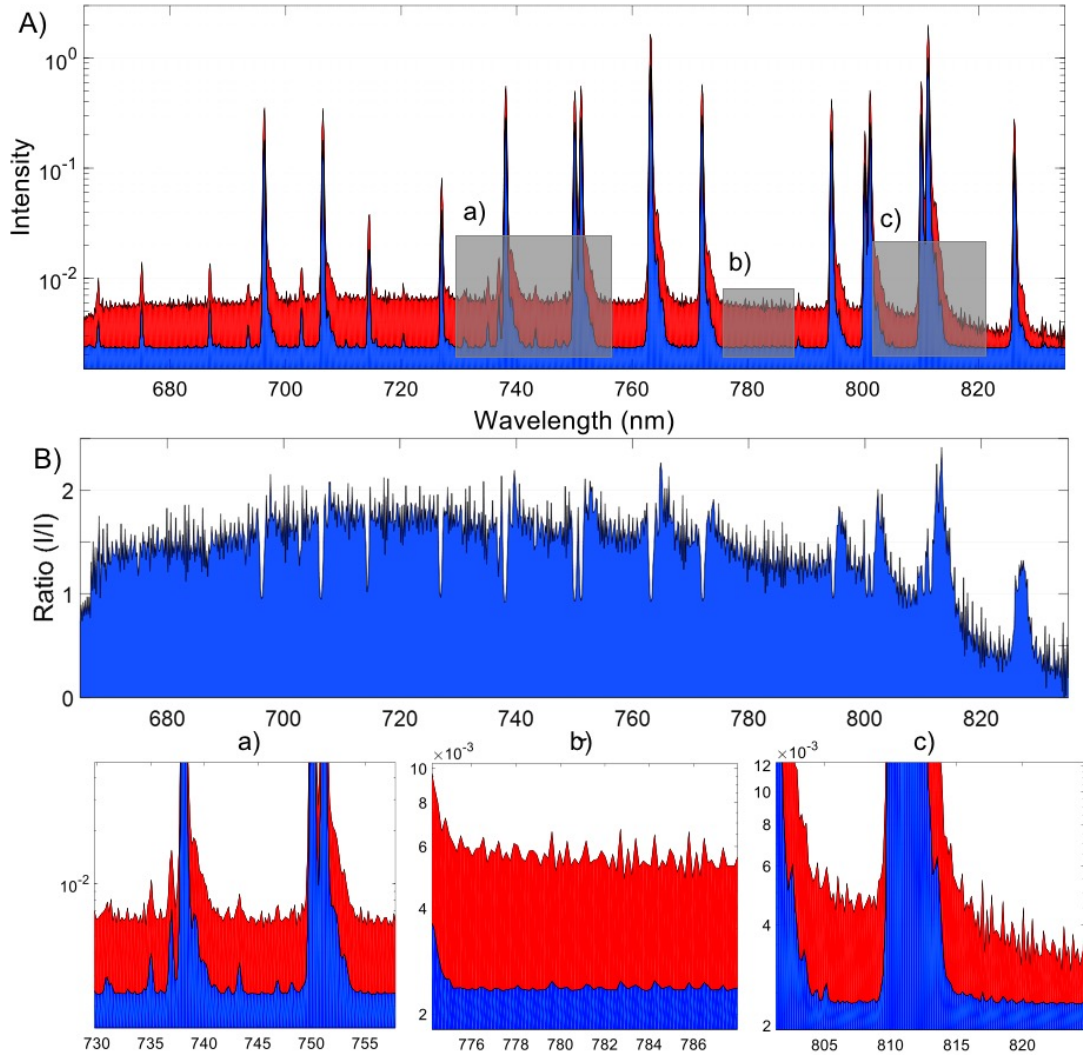 A)
10^0
10^-1
10^-2
Intensity
a)
b)
c)
680 700 720 740 760 780 800 820
Wavelength (nm)
B)
2
1
0
Ratio (I/I)
680 700 720 740 760 780 800 820
a)
10^-2
730 735 740 745 750 755
b)
×10^-3
10
8
6
4
2
776 778 780 782 784 786
c)
×10^-3
12
10
8
6
4
2
805 810 815 820